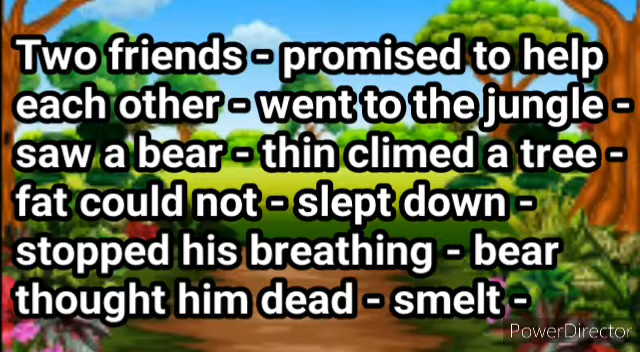 Two friends - promised to help
each other - went to the jungle -
saw a bear - thin climed a tree -
fat could not - slept down -
stopped his breathing - bear
thought him dead - smelt -
PowerDirector